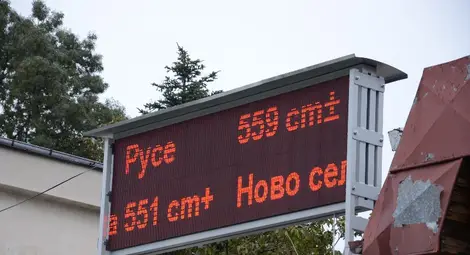 Русе 559 cm±
а 551 cm+ Ново сел